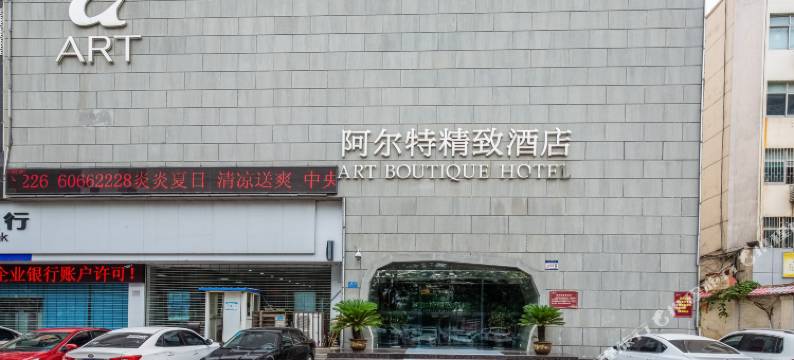 a
ART
阿尔特精致酒店
ART BOUTIQUE HOTEL
226 60662228炎炎夏日 清凉送爽 中央
行
nk
企业银行账户许可!